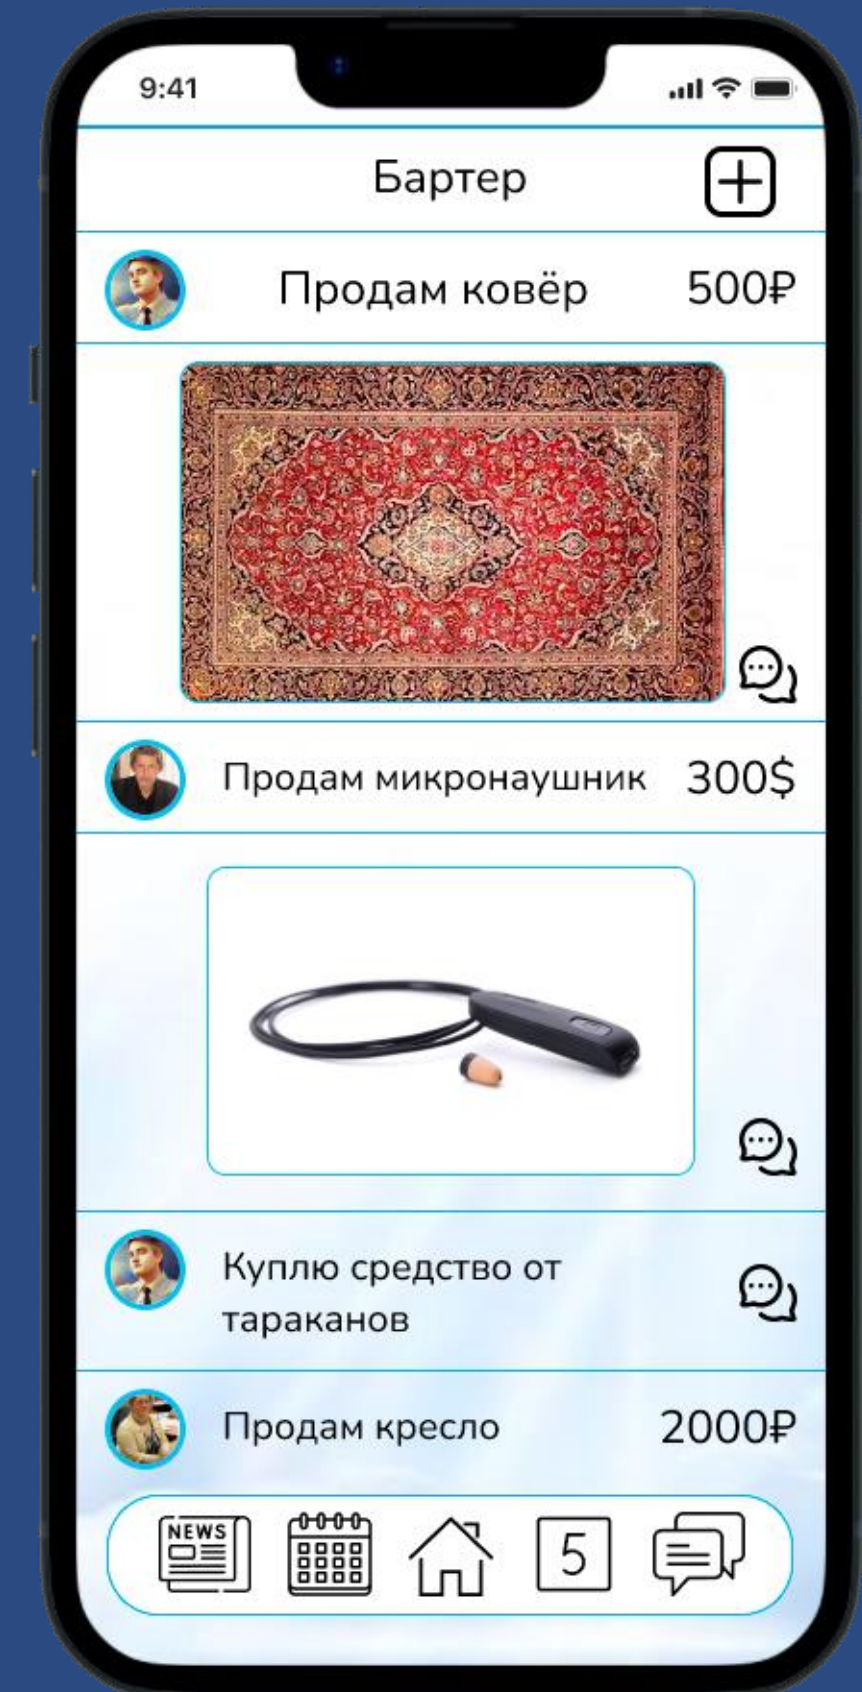 9:41
Бартер
Продам ковёр 500₽
Продам микронаушник 300$
Куплю средство от
тараканов
Продам кресло 2000₽
NEWS
5